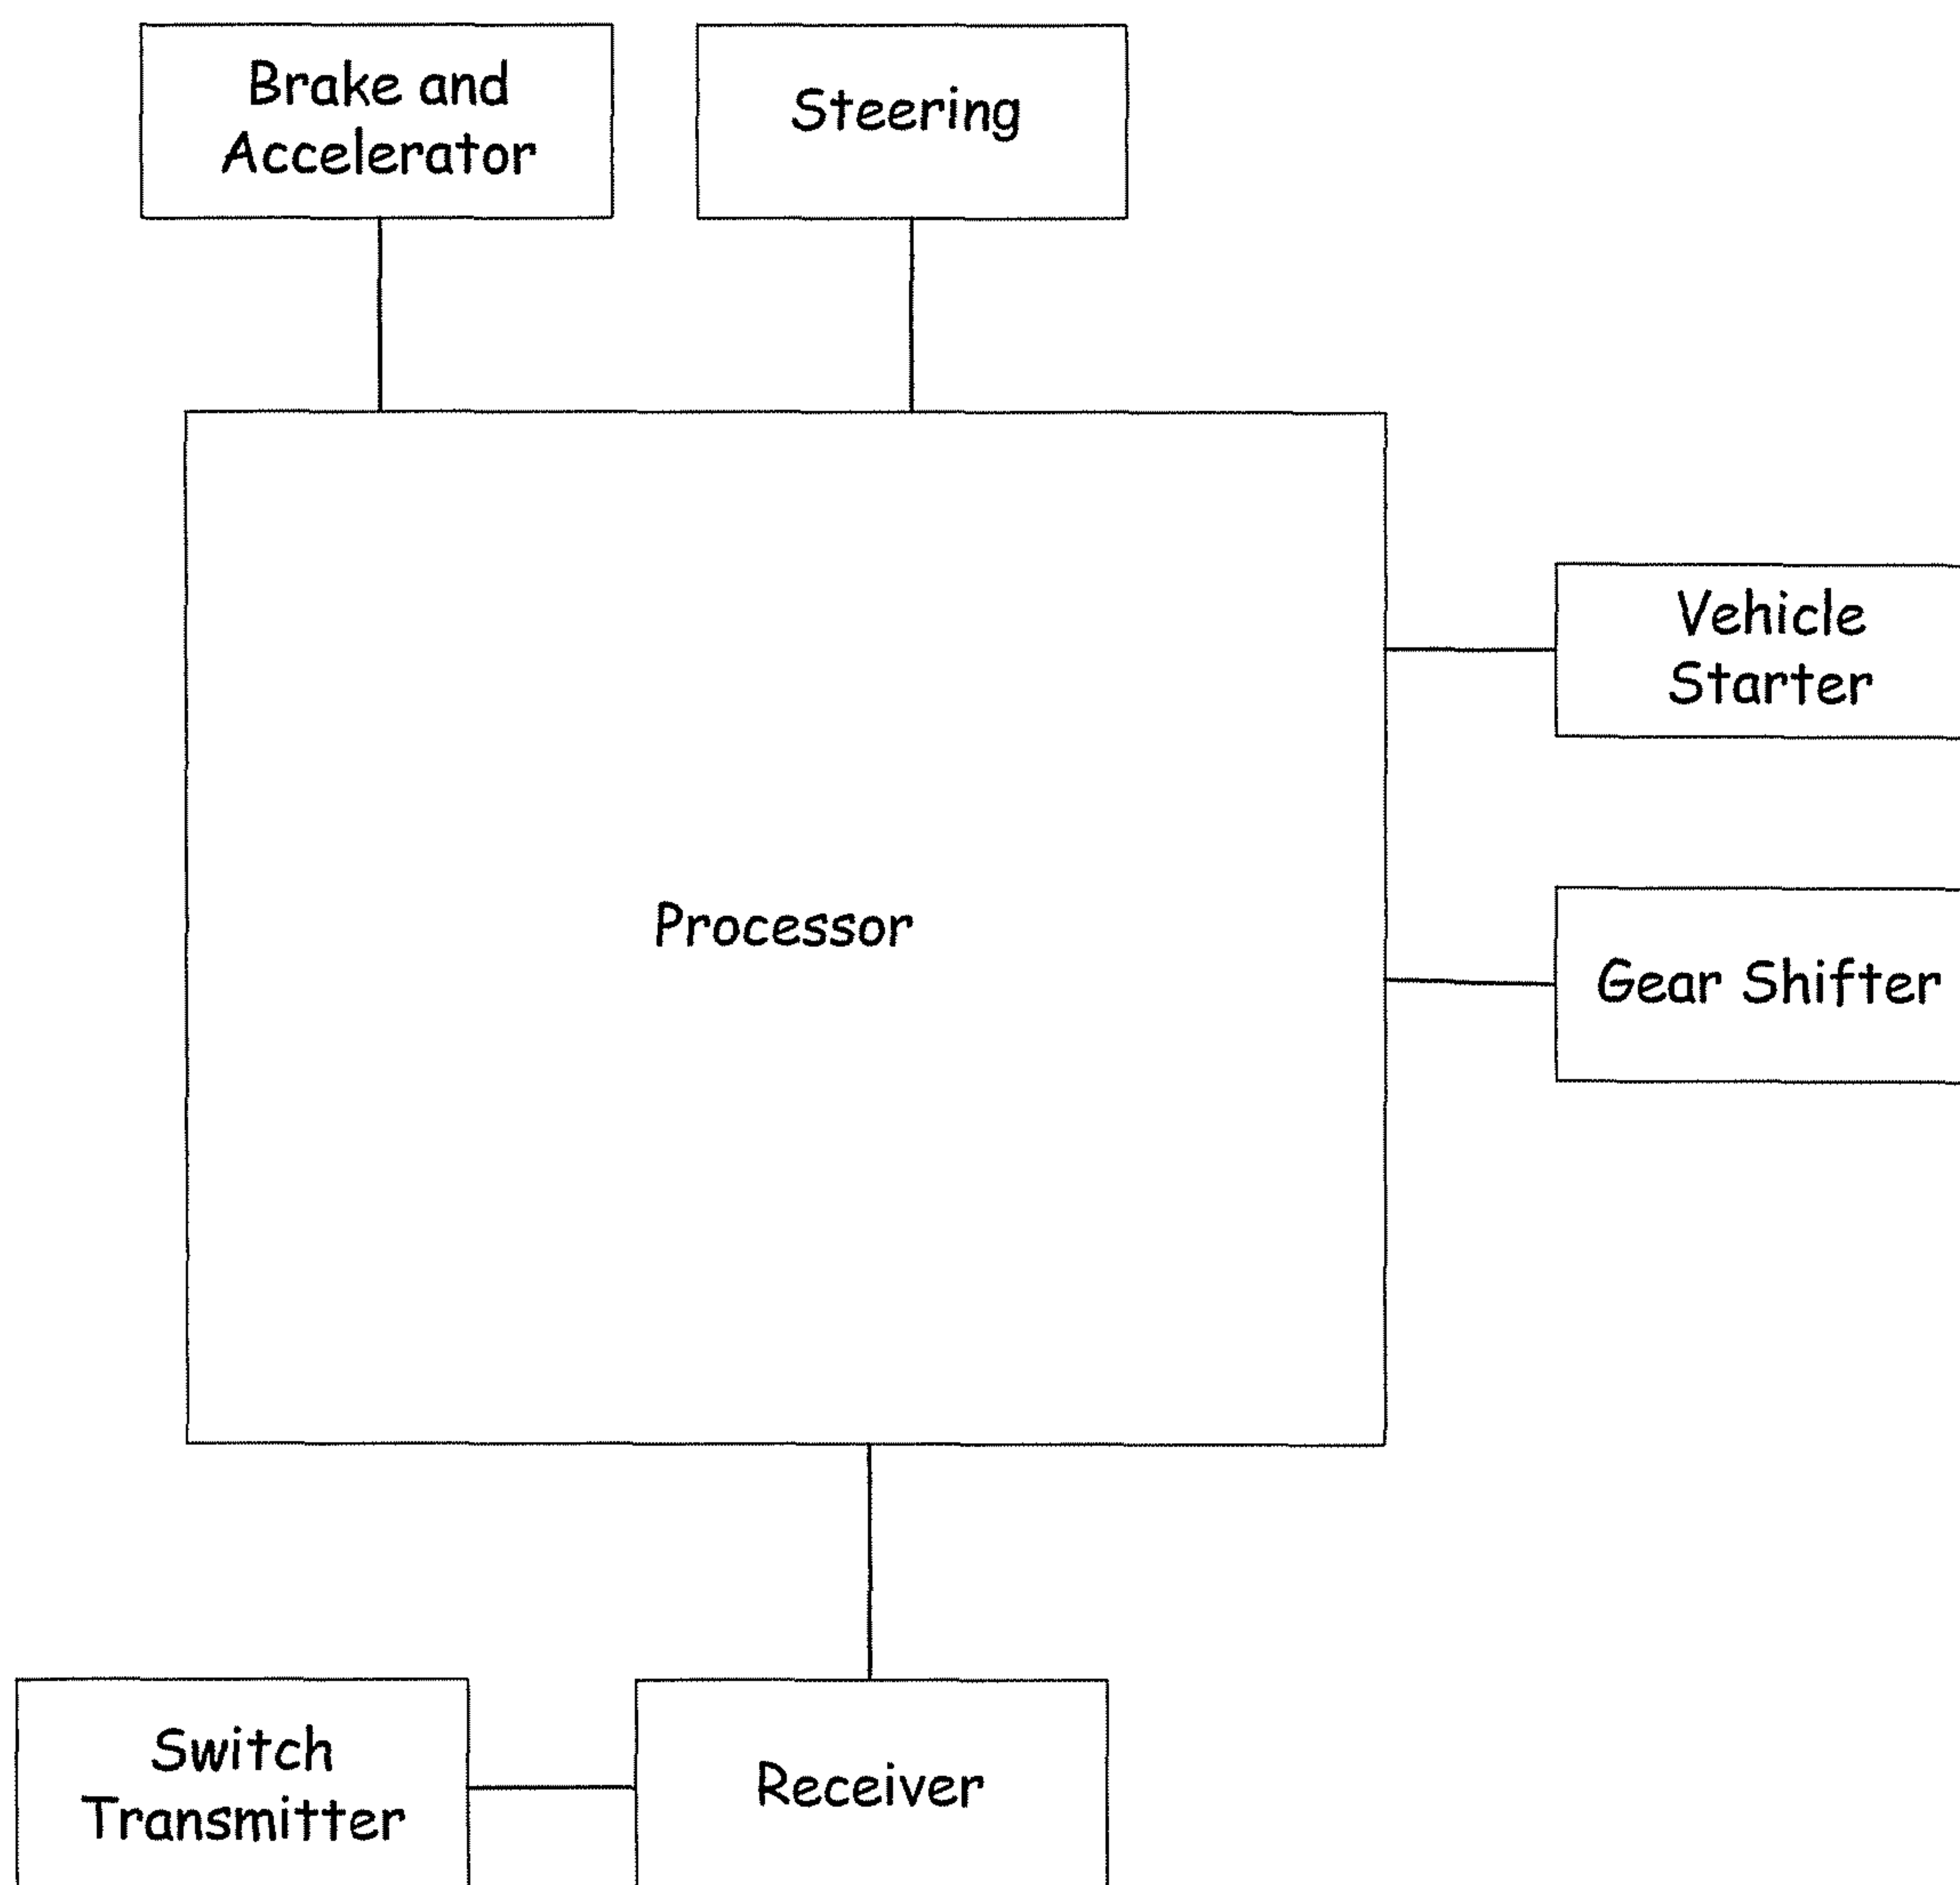 Brake and
Accelerator
Steering
Vehicle
Starter
Processor
Gear Shifter
Switch
Transmitter
Receiver